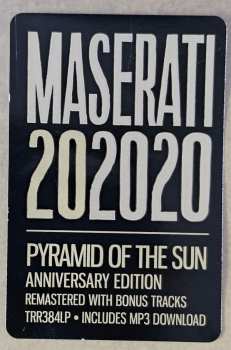 MASERATI
202020
PYRAMID OF THE SUN
ANNIVERSARY EDITION
REMASTERED WITH BONUS TRACKS
TRR384LP • INCLUDES MP3 DOWNLOAD